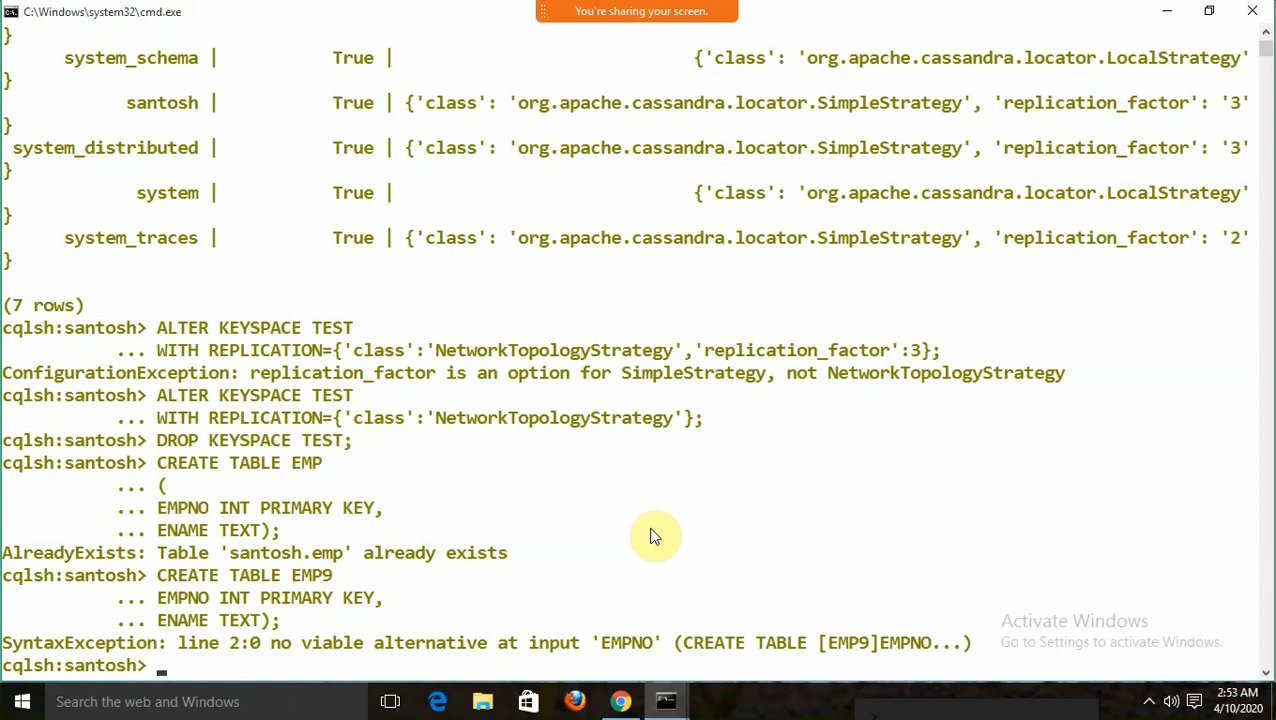 C:\Windows\system32\cmd.exe
You're sharing your screen.
}
system_schema | True | {'class': 'org.apache.cassandra.locator.LocalStrategy'
}
santosh | True | {'class': 'org.apache.cassandra.locator.SimpleStrategy', 'replication_factor': '3'
}
system_distributed | True | {'class': 'org.apache.cassandra.locator.SimpleStrategy', 'replication_factor': '3'
}
system | True | {'class': 'org.apache.cassandra.locator.LocalStrategy'
}
system_traces | True | {'class': 'org.apache.cassandra.locator.SimpleStrategy', 'replication_factor': '2'
}
(7 rows)
cqlsh:santosh> ALTER KEYSPACE TEST
... WITH REPLICATION={'class':'NetworkTopologyStrategy','replication_factor':3};
ConfigurationException: replication_factor is an option for SimpleStrategy, not NetworkTopologyStrategy
cqlsh:santosh> ALTER KEYSPACE TEST
... WITH REPLICATION={'class':'NetworkTopologyStrategy'};
cqlsh:santosh> DROP KEYSPACE TEST;
cqlsh:santosh> CREATE TABLE EMP
... (
... EMPNO INT PRIMARY KEY,
... ENAME TEXT);
AlreadyExists: Table 'santosh.emp' already exists
cqlsh:santosh> CREATE TABLE EMP9
... EMPNO INT PRIMARY KEY,
... ENAME TEXT);
SyntaxException: line 2:0 no viable alternative at input 'EMPNO' (CREATE TABLE [EMP9]EMPNO...)
cqlsh:santosh>
Activate Windows
Go to Settings to activate Windows.
Search the web and Windows
2:53 AM
4/10/2020